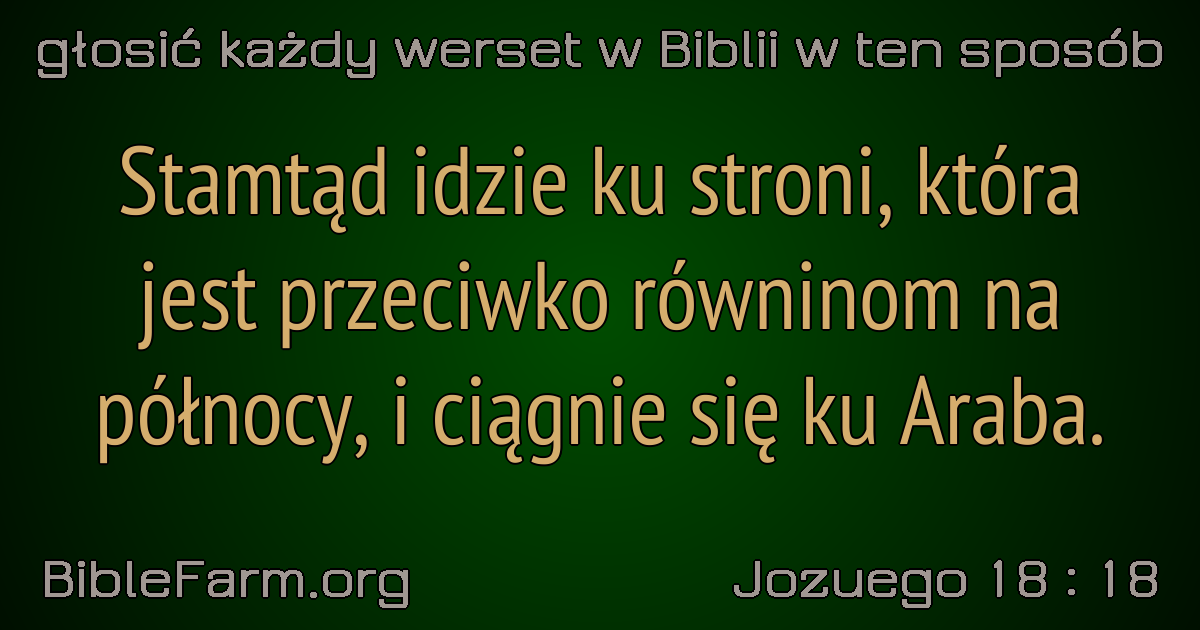 głosić każdy werset w Biblii w ten sposób
Stamtąd idzie ku stroni, która
jest przeciwko równinom na
północy, i ciągnie się ku Araba.
BibleFarm.org
Jozuego 18 : 18